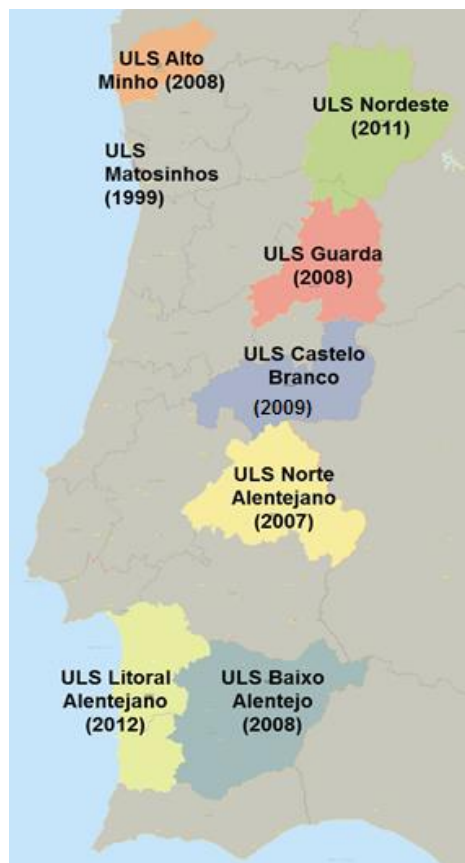 ULS Alto
Minho (2008)
ULS Nordeste
(2011)
ULS
Matosinhos
(1999)
ULS Guarda
(2008)
ULS Castelo
Branco
(2009)
ULS Norte
Alentejano
(2007)
ULS Litoral
Alentejano
(2012)
ULS Baixo
Alentejo
(2008)